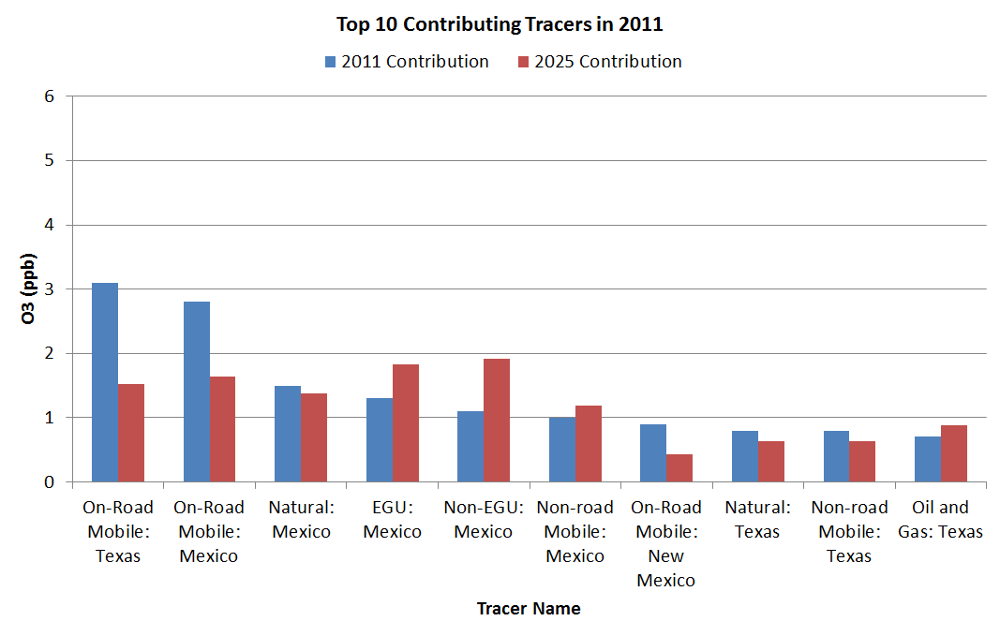 Top 10 Contributing Tracers in 2011
2011 Contribution 2025 Contribution
6
5
4
3
2
1
0
O3 (ppb)
On-Road
Mobile:
Texas
On-Road
Mobile:
Mexico
Natural:
Mexico
EGU:
Mexico
Non-EGU:
Mexico
Non-road
Mobile:
Mexico
On-Road
Mobile:
New
Mexico
Natural:
Texas
Non-road
Mobile:
Texas
Oil and
Gas: Texas
Tracer Name